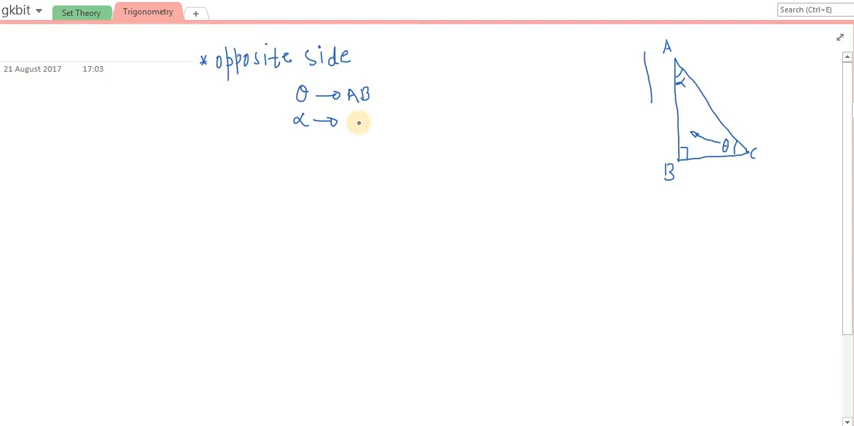 gkbit
Set Theory
Trigonometry
+
Search (Ctrl+E)
21 August 2017 17:03
* opposite side
θ → AB
α →
A
α
θ
B
C